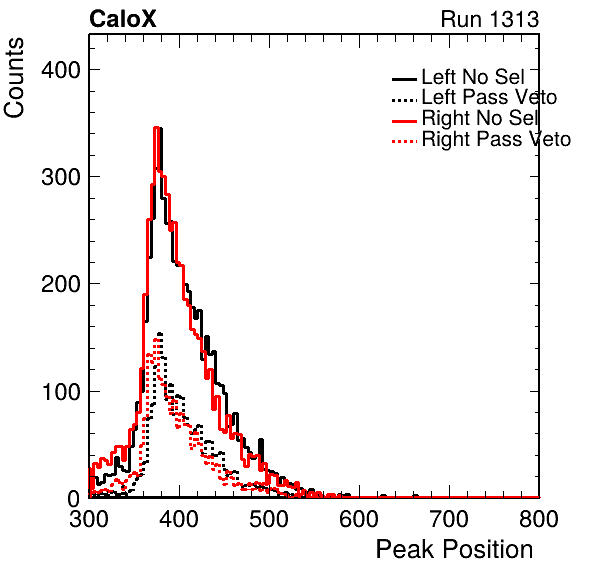 CaloX Run 1313
Counts
400
300
200
100
0
Left No Sel
Left Pass Veto
Right No Sel
Right Pass Veto
300 400 500 600 700 800
Peak Position